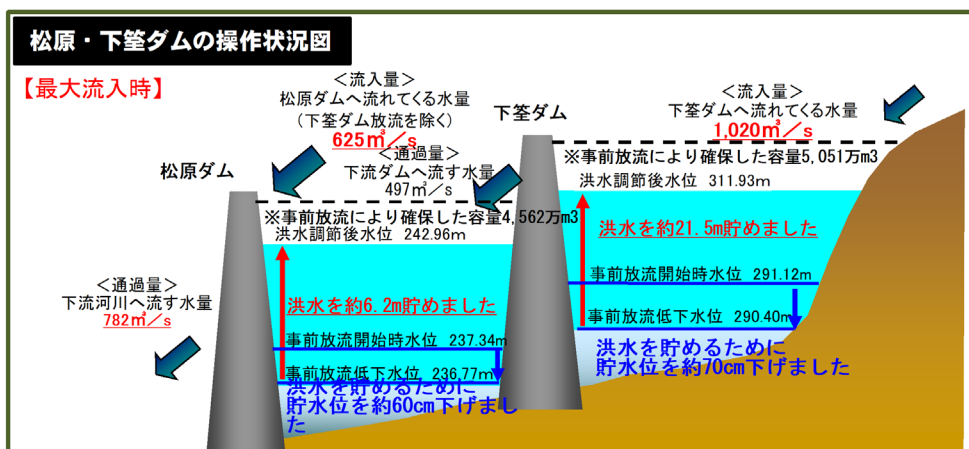 松原・下筌ダムの操作状況図
【最大流入時】
＜流入量＞
松原ダムへ流れてくる水量
（下筌ダム放流を除く）
625㎥／s
松原ダム
＜通過量＞
下流ダムへ流す水量
497㎥／s
下筌ダム
＜流入量＞
下筌ダムへ流れてくる水量
1,020㎥／s
※事前放流により確保した容量5,051万m3
洪水調節後水位 311.93m
洪水を約21.5m貯めました
事前放流開始時水位 291.12m
事前放流低下水位 290.40m
洪水を貯めるために
貯水位を約70cm下げました
※事前放流により確保した容量4,562万m3
洪水調節後水位 242.96m
洪水を約6.2m貯めました
事前放流開始時水位 237.34m
事前放流低下水位 236.77m
洪水を貯めるために
貯水位を約60cm下げまし
た
＜通過量＞
下流河川へ流す水量
782㎥／s